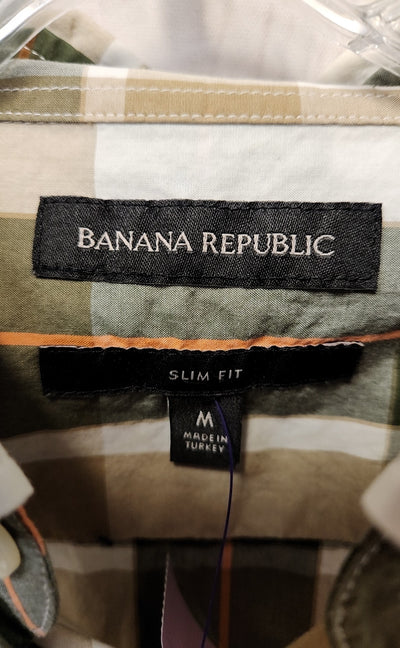 BANANA REPUBLIC
SLIM FIT
M
MADE IN
TURKEY